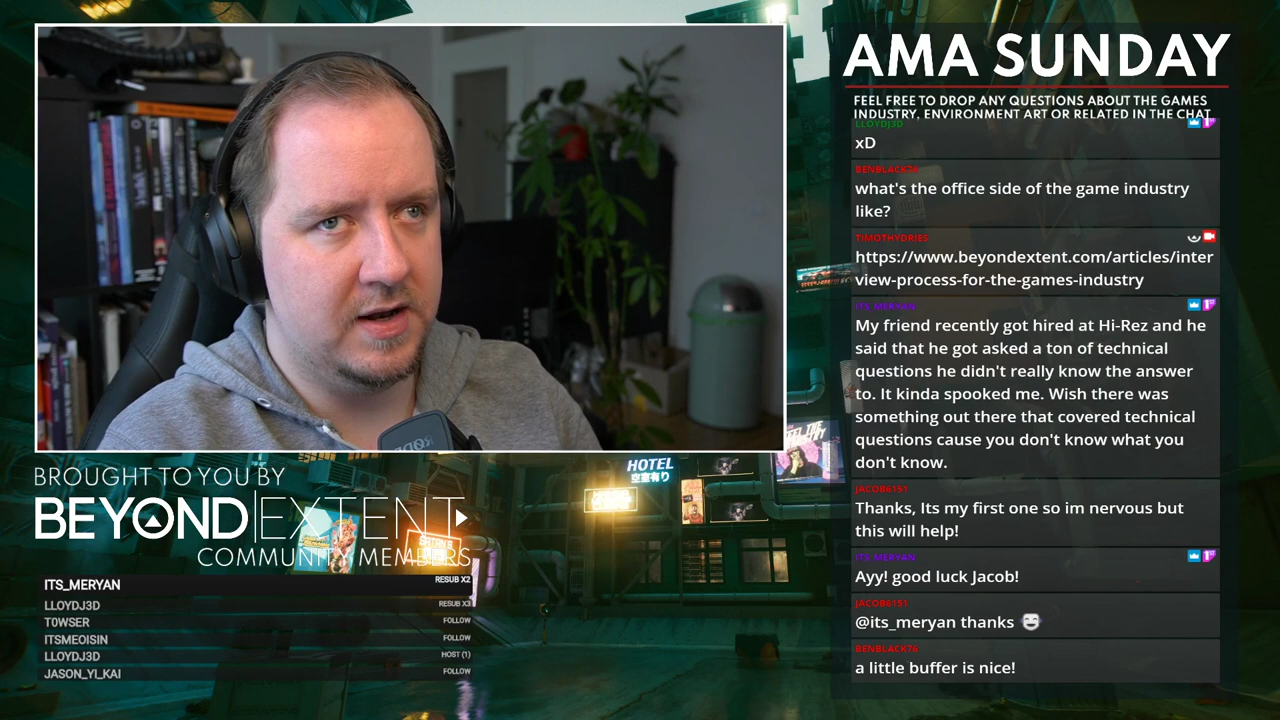 AMA SUNDAY
FEEL FREE TO DROP ANY QUESTIONS ABOUT THE GAMES
INDUSTRY, ENVIRONMENT ART OR RELATED IN THE CHAT
LLOYDJ3D
xD
BENBLACK76
what's the office side of the game industry
like?
TIMOTHYDRIES
https://www.beyondextent.com/articles/inter
view-process-for-the-games-industry
ITS_MERYAN
My friend recently got hired at Hi-Rez and he
said that he got asked a ton of technical
questions he didn't really know the answer
to. It kinda spooked me. Wish there was
something out there that covered technical
questions cause you don't know what you
don't know.
JACOB6151
Thanks, Its my first one so im nervous but
this will help!
ITS_MERYAN
Ayy! good luck Jacob!
JACOB6151
@its_meryan thanks
BENBLACK76
a little buffer is nice!
RØDE
HOTEL
空室有り
BROUGHT TO YOU BY
BEYOND EXTENT
COMMUNITY MEMBERS
ITS_MERYAN RESUB X2
LLOYDJ3D RESUB X3
T0WSER FOLLOW
ITSMEOISIN FOLLOW
LLOYDJ3D HOST (1)
JASON_YI_KAI FOLLOW